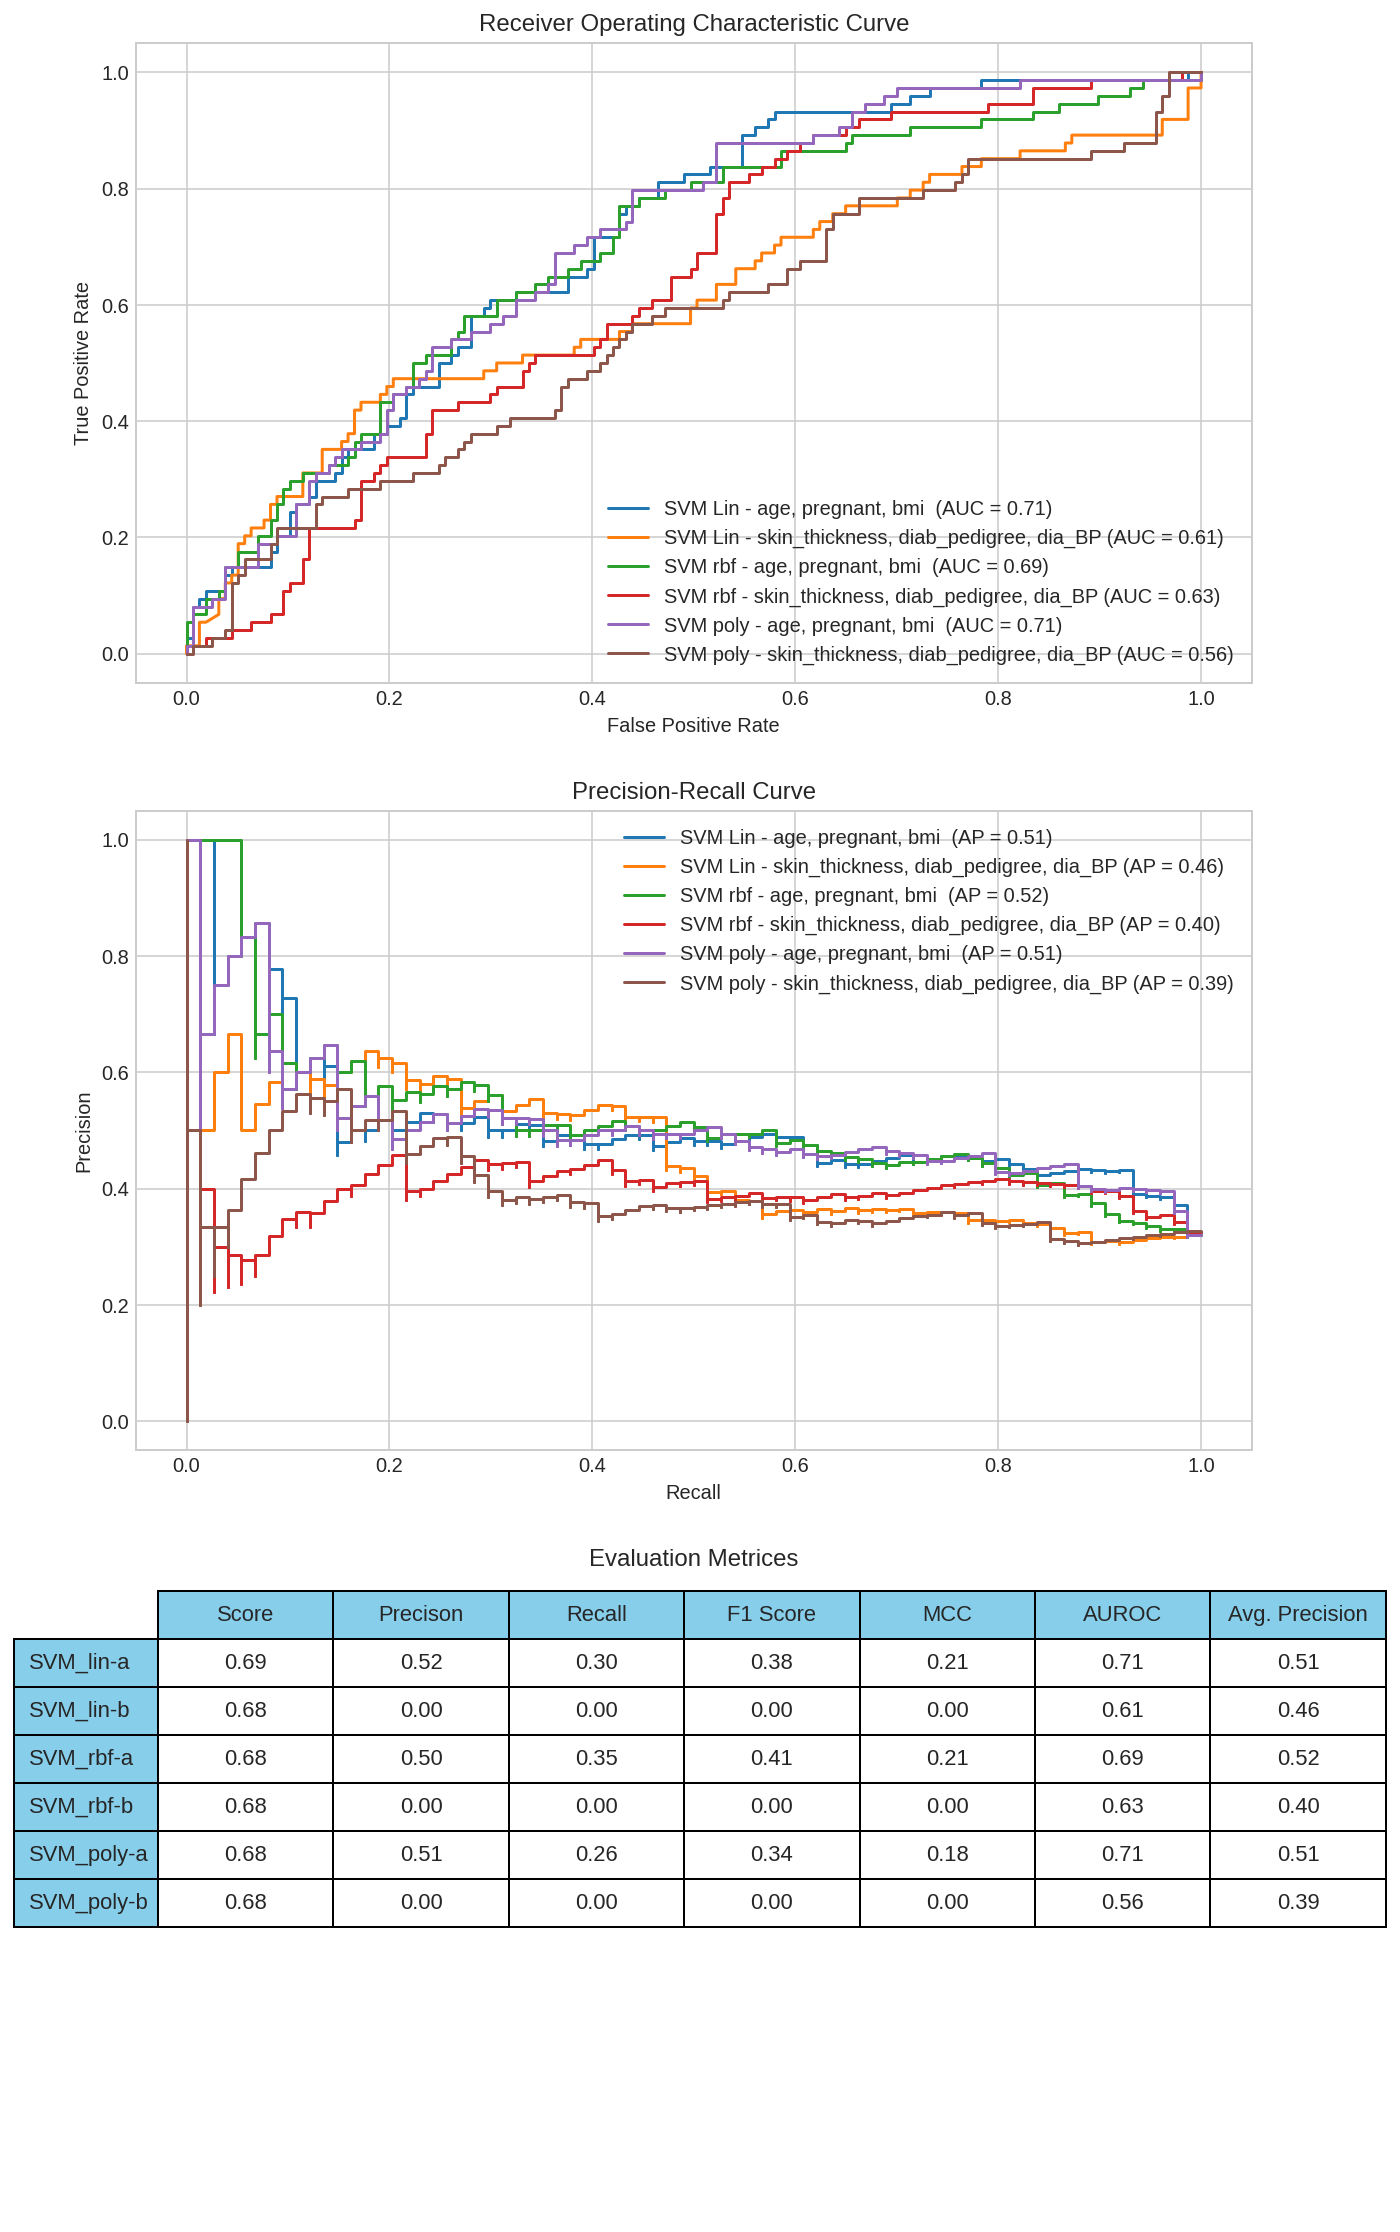 Receiver Operating Characteristic Curve
True Positive Rate
1.0
0.8
0.6
0.4
0.2
0.0
SVM Lin - age, pregnant, bmi (AUC = 0.71)
SVM Lin - skin_thickness, diab_pedigree, dia_BP (AUC = 0.61)
SVM rbf - age, pregnant, bmi (AUC = 0.69)
SVM rbf - skin_thickness, diab_pedigree, dia_BP (AUC = 0.63)
SVM poly - age, pregnant, bmi (AUC = 0.71)
SVM poly - skin_thickness, diab_pedigree, dia_BP (AUC = 0.56)
0.0 0.2 0.4 0.6 0.8 1.0
False Positive Rate
Precision-Recall Curve
Precision
1.0
0.8
0.6
0.4
0.2
0.0
SVM Lin - age, pregnant, bmi (AP = 0.51)
SVM Lin - skin_thickness, diab_pedigree, dia_BP (AP = 0.46)
SVM rbf - age, pregnant, bmi (AP = 0.52)
SVM rbf - skin_thickness, diab_pedigree, dia_BP (AP = 0.40)
SVM poly - age, pregnant, bmi (AP = 0.51)
SVM poly - skin_thickness, diab_pedigree, dia_BP (AP = 0.39)
0.0 0.2 0.4 0.6 0.8 1.0
Recall
Evaluation Metrices
Score Precison Recall F1 Score MCC AUROC Avg. Precision
SVM_lin-a 0.69 0.52 0.30 0.38 0.21 0.71 0.51
SVM_lin-b 0.68 0.00 0.00 0.00 0.00 0.61 0.46
SVM_rbf-a 0.68 0.50 0.35 0.41 0.21 0.69 0.52
SVM_rbf-b 0.68 0.00 0.00 0.00 0.00 0.63 0.40
SVM_poly-a 0.68 0.51 0.26 0.34 0.18 0.71 0.51
SVM_poly-b 0.68 0.00 0.00 0.00 0.00 0.56 0.39